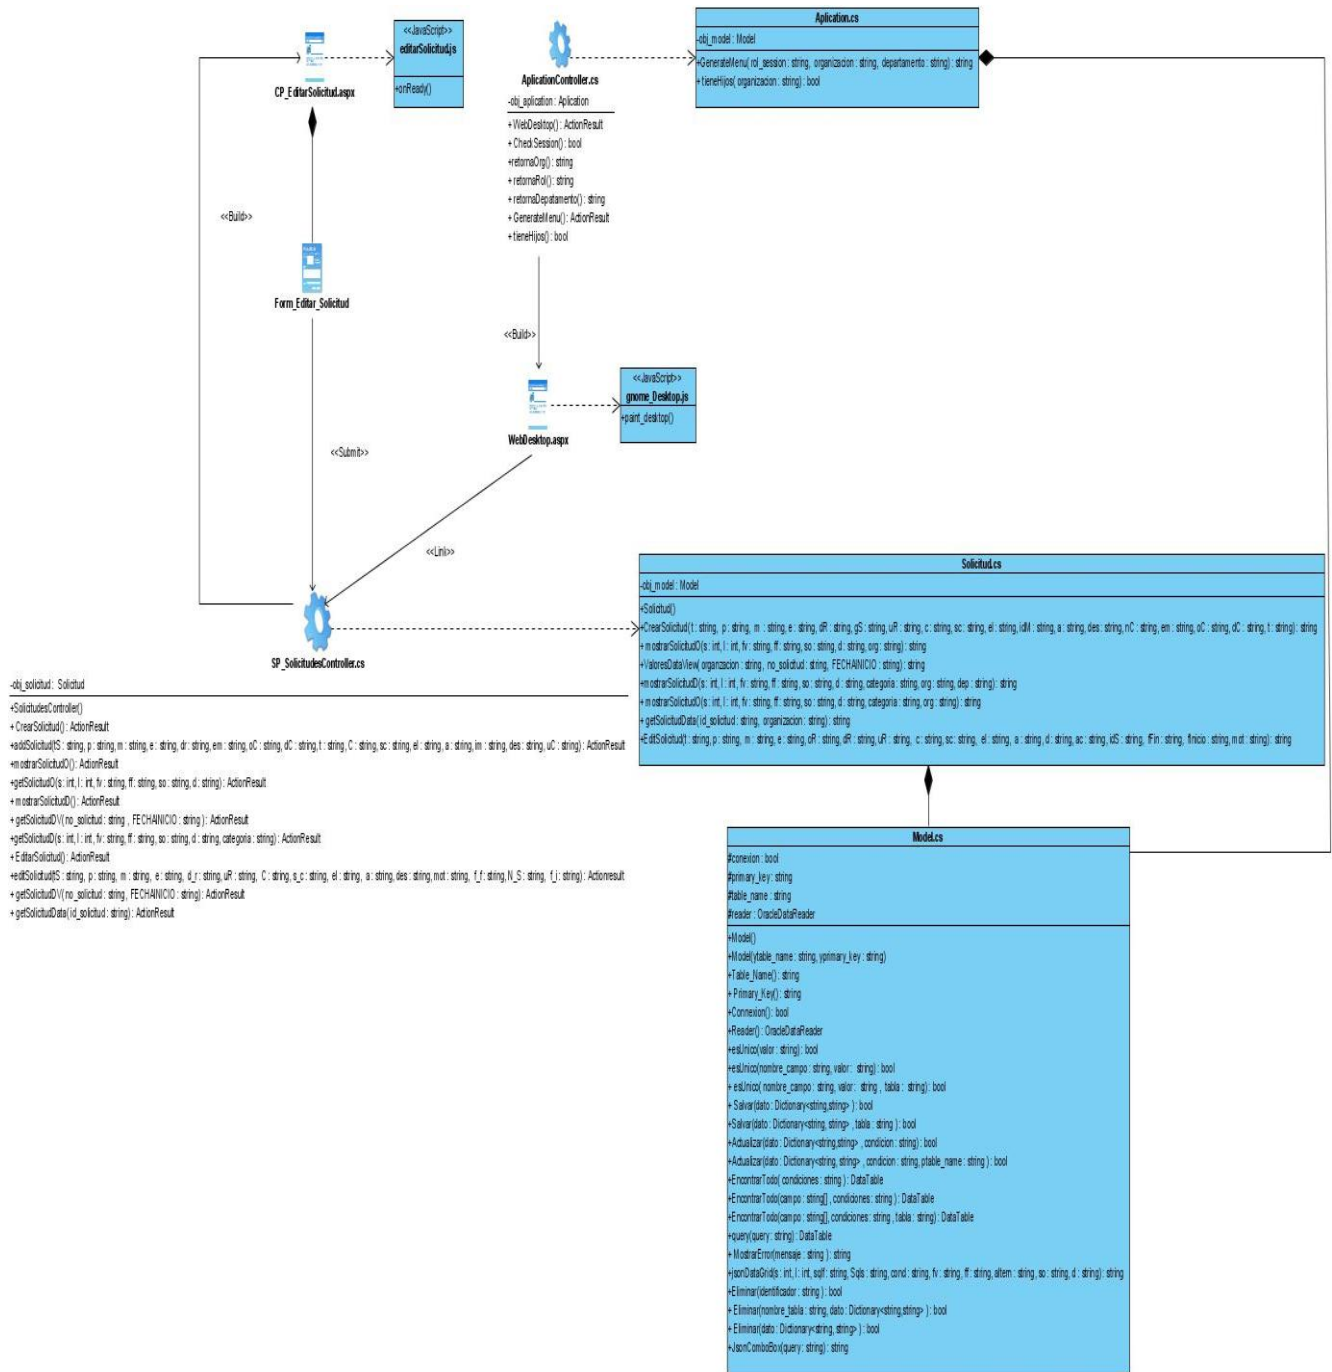 <<JavaScript>>
editarSolicitud.js
+onReady()
CP_EditarSolicitud.aspx
<<Build>>
Form_Editar_Solicitud
<<Submit>>
AplicationController.cs
-obj_aplication : Aplication
+ WebDesktop() : ActionResult
+ CheckSession() : bool
+retornaOrg() : string
+ retornaRol() : string
+ retornaDepatamento() : string
+ GenerateMenu() : ActionResult
+ tieneHijos() : bool
Aplication.cs
-obj_model : Model
+GenerateMenu( rol_session : string, organizacion : string, departamento : string) : string
+ tieneHijos( organizacion : string) : bool
<<Build>>
WebDesktop.aspx
<<JavaScript>>
gnome_Desktop.js
+paint_desktop()
<<Link>>
SP_SolicitudesController.cs
-obj_solicitud : Solicitud
+SolicitudesController()
+ CrearSolicitud() : ActionResult
+addSolicitud(tS : string, p : string, m : string, e : string, dr : string, em : string, oC : string, dC : string, t : string, C : string, sc : string, el : string, a : string, im : string, des : string, uC : string) : ActionResult
+mostrarSolicitudO() : ActionResult
+getSolicitudO(s : int, l : int, fv : string, ff : string, so : string, d : string) : ActionResult
+ mostrarSolicitudD() : ActionResult
+ getSolicitudDV( no_solicitud : string , FECHAINICIO : string ) : ActionResult
+getSolicitudD(s : int, l : int, fv : string, ff : string, so : string, d : string, categoria : string) : ActionResult
+ EditarSolicitud() : ActionResult
+editSolicitud(tS : string, p : string, m : string, e : string, d_r : string, uR : string, C : string, s_c : string, el : string, a : string, des : string, mot : string, f_f : string, N_S : string, f_i : string) : Actionresult
+ getSolicitudDV( no_solicitud : string , FECHAINICIO : string) : ActionResult
+ getSolicitudData( id_solicitud : string) : ActionResult
Solicitud.cs
-obj_model : Model
+Solicitud()
+CrearSolicitud( t : string, p : string, m : string, e : string, dR : string, gS : string, uR : string, c : string, sc : string, el : string, idM : string, a : string, des : string, nC : string, em : string, oC : string, dC : string, t : string) : string
+ mostrarSolicitudO(s : int, l : int, fv : string, ff : string, so : string, d : string, org : string) : string
+ValoresDataView( organizacion : string, no_solicitud : string, FECHAINICIO : string) : string
+mostrarSolicitudD(s : int, l : int, fv : string, ff : string, so : string, d : string, categoria : string, org : string, dep : string) : string
+ mostrarSolicitudO(s : int, l : int, fv : string, ff : string, so : string, d : string, categoria : string, org : string) : string
+ getSolicitudData( id_solicitud : string, organizacion : string) : string
+EditSolicitud(t : string, p : string, m : string, e : string, oR : string, dR : string, uR : string, c : string, sc : string, el : string, a : string, d : string, ac : string, idS : string, fFin : string, fInicio : string, mot : string) : string
Model.cs
#conexion : bool
#primary_key : string
#table_name : string
#reader : OracleDataReader
+Model()
+Model(ytable_name : string, yprimary_key : string)
+Table_Name() : string
+ Primary_Key() : string
+Connexion() : bool
+Reader() : OracleDataReader
+esUnico(valor : string) : bool
+esUnico(nombre_campo : string, valor : string) : bool
+ esUnico( nombre_campo : string, valor : string , tabla : string) : bool
+ Salvar(dato : Dictionary<string,string> ) : bool
+Salvar(dato : Dictionary<string, string> , tabla : string ) : bool
+Actualizar(dato : Dictionary<string,string> , condicion : string) : bool
+Actualizar(dato : Dictionary<string, string> , condicion : string, ptable_name : string ) : bool
+EncontrarTodo( condiciones : string ) : DataTable
+EncontrarTodo(campo : string[] , condiciones : string ) : DataTable
+EncontrarTodo(campo : string[], condiciones : string , tabla : string) : DataTable
+query(query : string) : DataTable
+ MostrarError(mensaje : string ) : string
+jsonDataGrid(s : int, l : int, sqlf : string, Sqls : string, cond : string, fv : string, ff : string, altern : string, so : string, d : string) : string
+Eliminar(identificador : string ) : bool
+ Eliminar(nombre_tabla : string, dato : Dictionary<string,string> ) : bool
+ Eliminar(dato : Dictionary<string, string> ) : bool
+JsonComboBox(query : string) : string